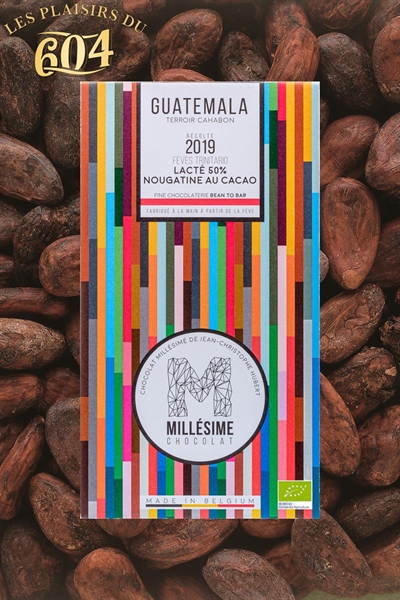 LES PLAISIRS DU
604
GUATEMALA
TERROIR CAHABON
RÉCOLTE
2019
FÈVES TRINITARIO
LACTÉ 50%
NOUGATINE AU CACAO
FINE CHOCOLATERIE BEAN TO BAR
FABRIQUÉ À LA MAIN À PARTIR DE LA FÈVE
CHOCOLAT MILLÉSIMÉ DE JEAN-CHRISTOPHE HUBERT
M
MILLÉSIME
CHOCOLAT
MADE IN BELGIUM